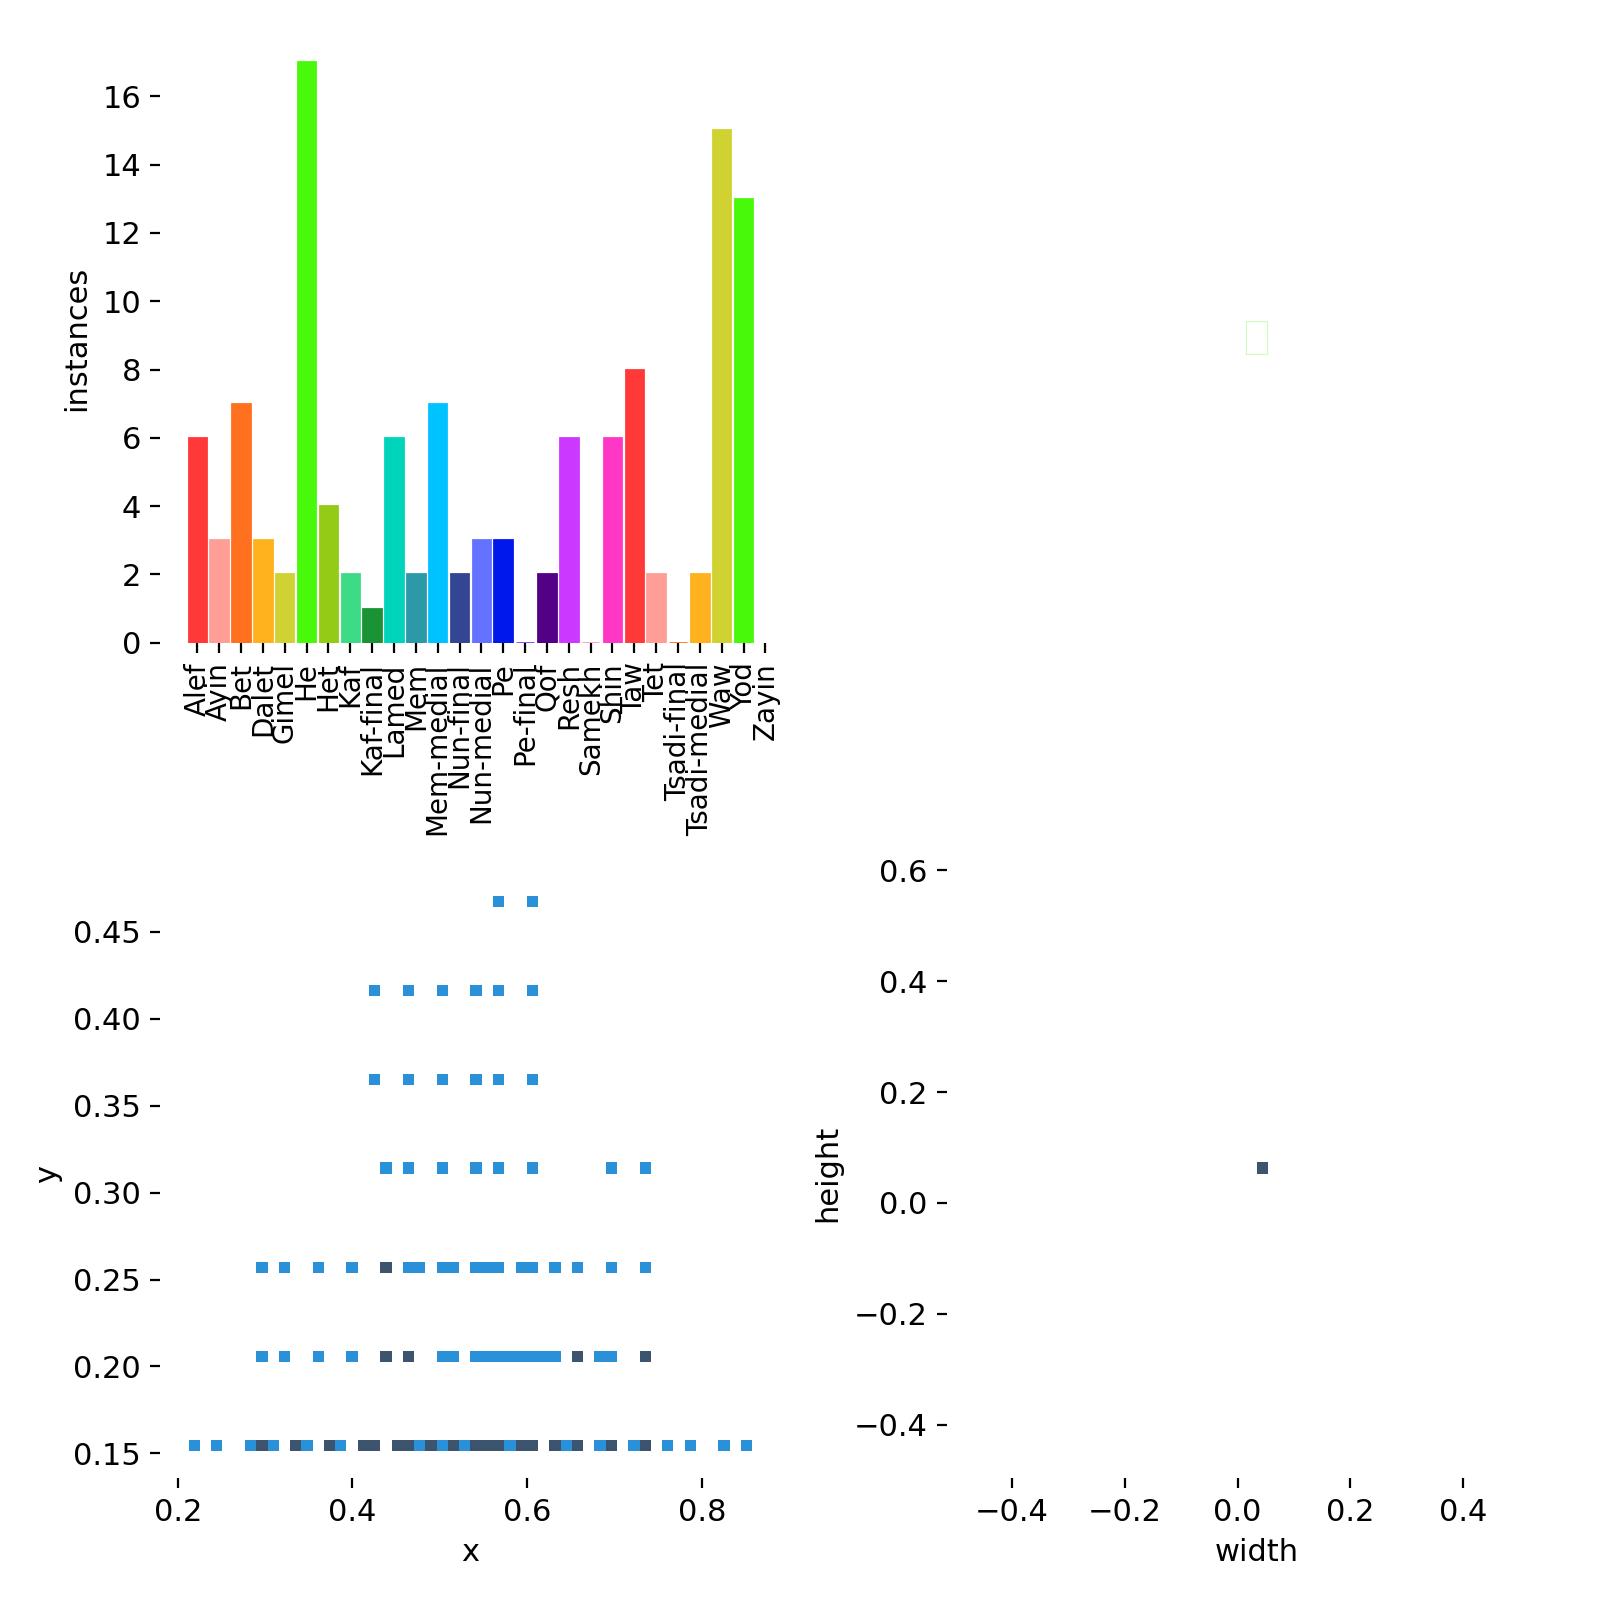 16
14
12
10
8
6
4
2
0
instances
Alef
Ayin
Bet
Dalet
Gimel
He
Het
Kaf
Kaf-final
Lamed
Mem
Mem-medial
Nun-final
Nun-medial
Pe
Pe-final
Qof
Resh
Samekh
Shin
Taw
Tet
Tsadi-final
Tsadi-medial
Waw
Yod
Zayin
0.45
0.40
0.35
0.30
0.25
0.20
0.15
y
0.2 0.4 0.6 0.8
x
0.6
0.4
0.2
0.0
−0.2
−0.4
height
−0.4 −0.2 0.0 0.2 0.4
width